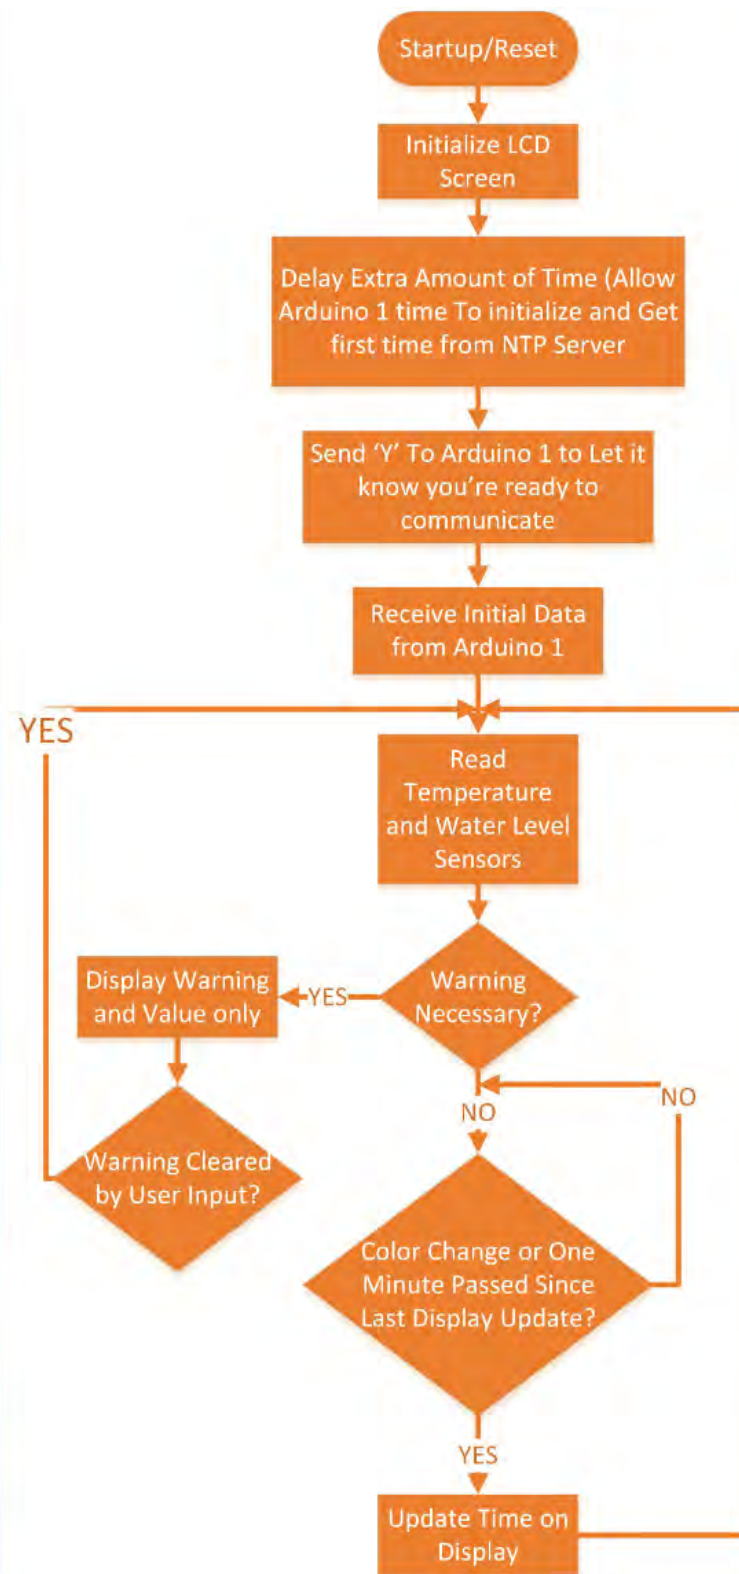 Startup/Reset
Initialize LCD
Screen
Delay Extra Amount of Time (Allow
Arduino 1 time To initialize and Get
first time from NTP Server
Send ‘Y’ To Arduino 1 to Let it
know you’re ready to
communicate
Receive Initial Data
from Arduino 1
YES
Read
Temperature
and Water Level
Sensors
Display Warning
and Value only
YES
Warning
Necessary?
NO
NO
Warning Cleared
by User Input?
Color Change or One
Minute Passed Since
Last Display Update?
YES
Update Time on
Display